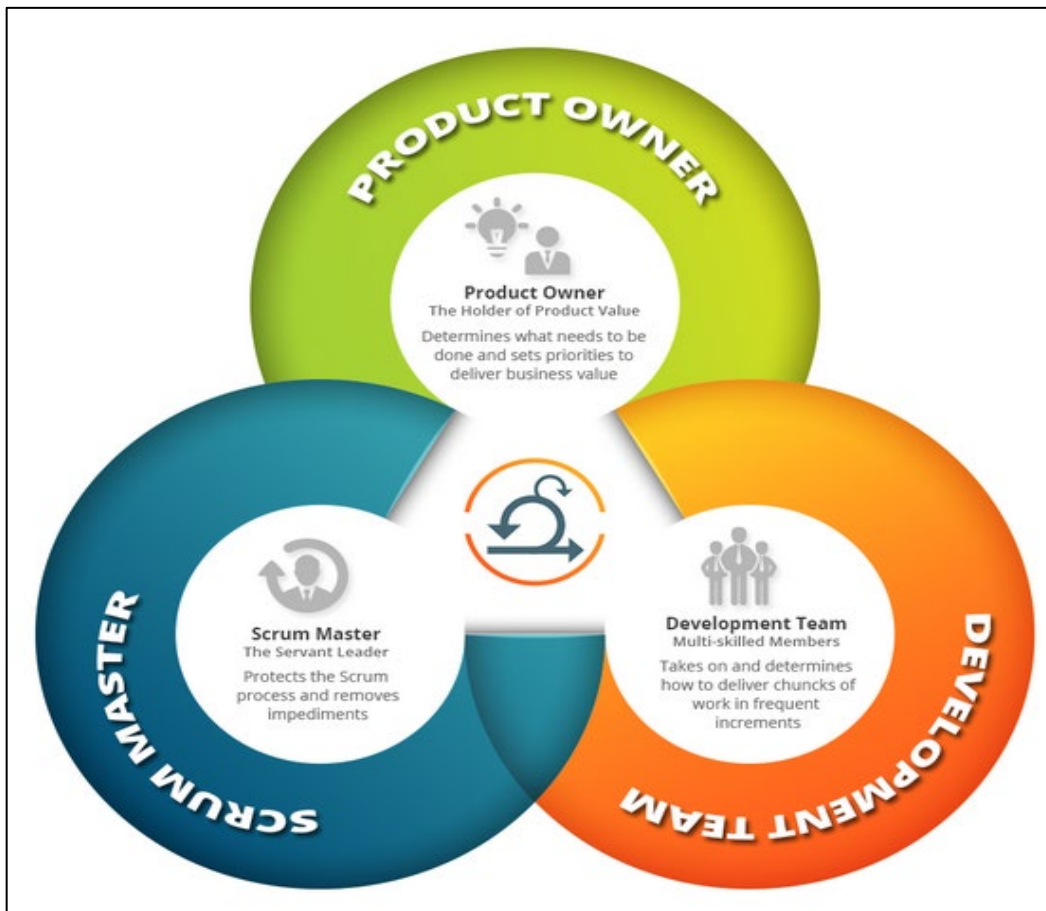 PRODUCT OWNER
Product Owner
The Holder of Product Value
Determines what needs to be
done and sets priorities to
deliver business value
SCRUM MASTER
Scrum Master
The Servant Leader
Protects the Scrum
process and removes
impediments
DEVELOPMENT TEAM
Development Team
Multi-skilled Members
Takes on and determines
how to deliver chuncks of
work in frequent
increments